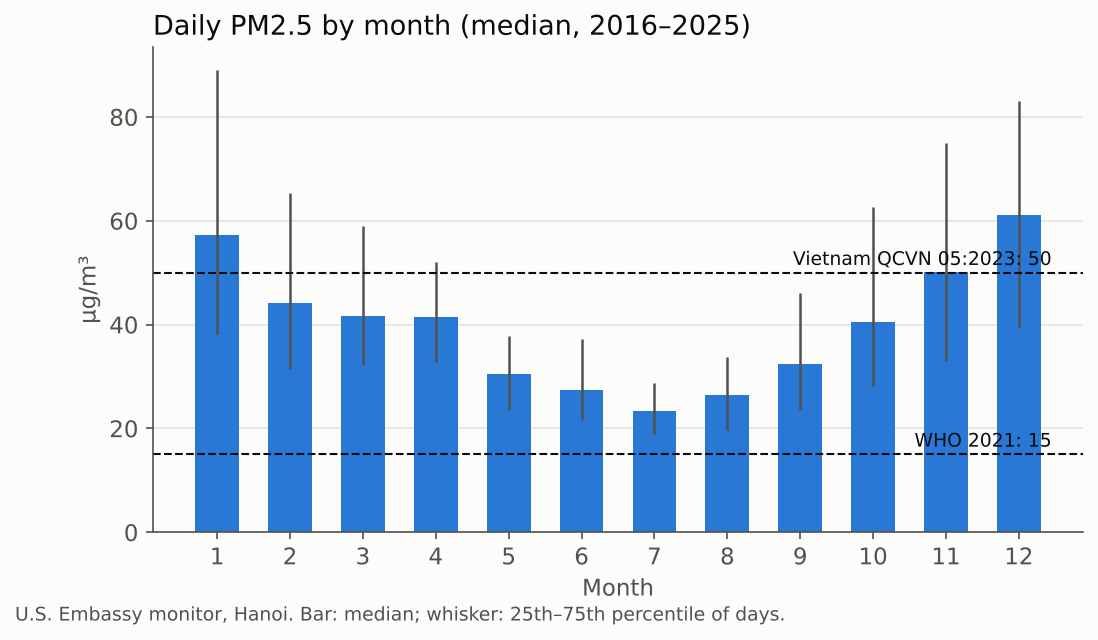 Daily PM2.5 by month (median, 2016–2025)
µg/m³
80
60
40
20
0
Vietnam QCVN 05:2023: 50
WHO 2021: 15
1 2 3 4 5 6 7 8 9 10 11 12
Month
U.S. Embassy monitor, Hanoi. Bar: median; whisker: 25th–75th percentile of days.